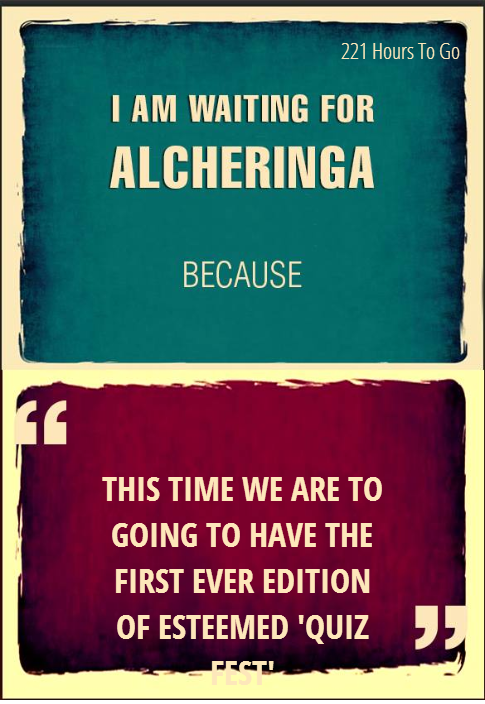 221 Hours To Go
I AM WAITING FOR
ALCHERINGA
BECAUSE
“
THIS TIME WE ARE TO
GOING TO HAVE THE
FIRST EVER EDITION
OF ESTEEMED 'QUIZ
FEST'
”